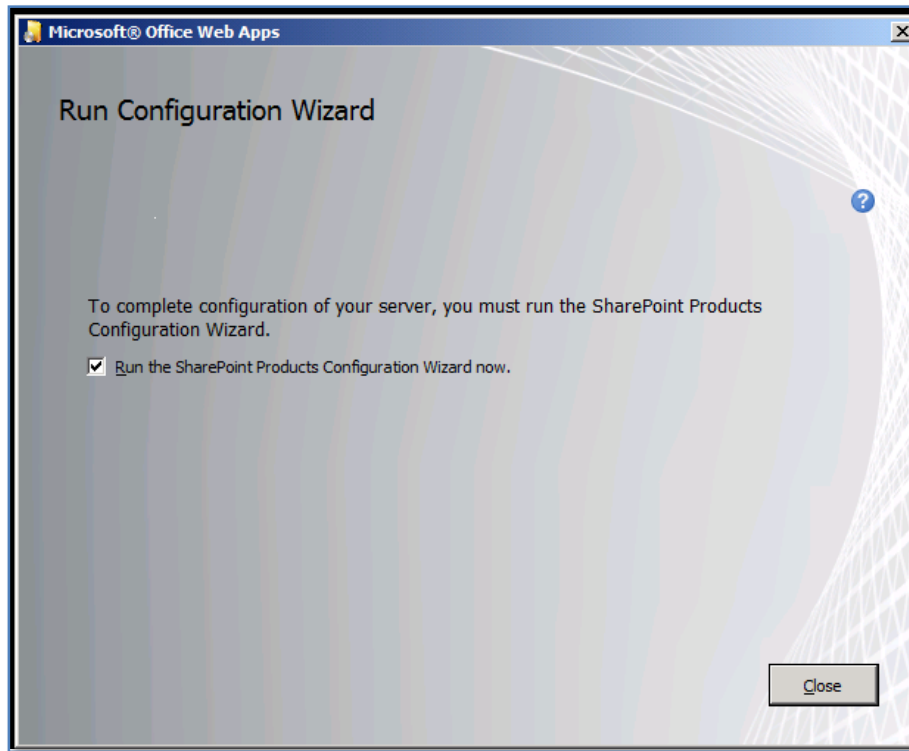 Microsoft® Office Web Apps
Run Configuration Wizard
?
To complete configuration of your server, you must run the SharePoint Products
Configuration Wizard.
Run the SharePoint Products Configuration Wizard now.
Close